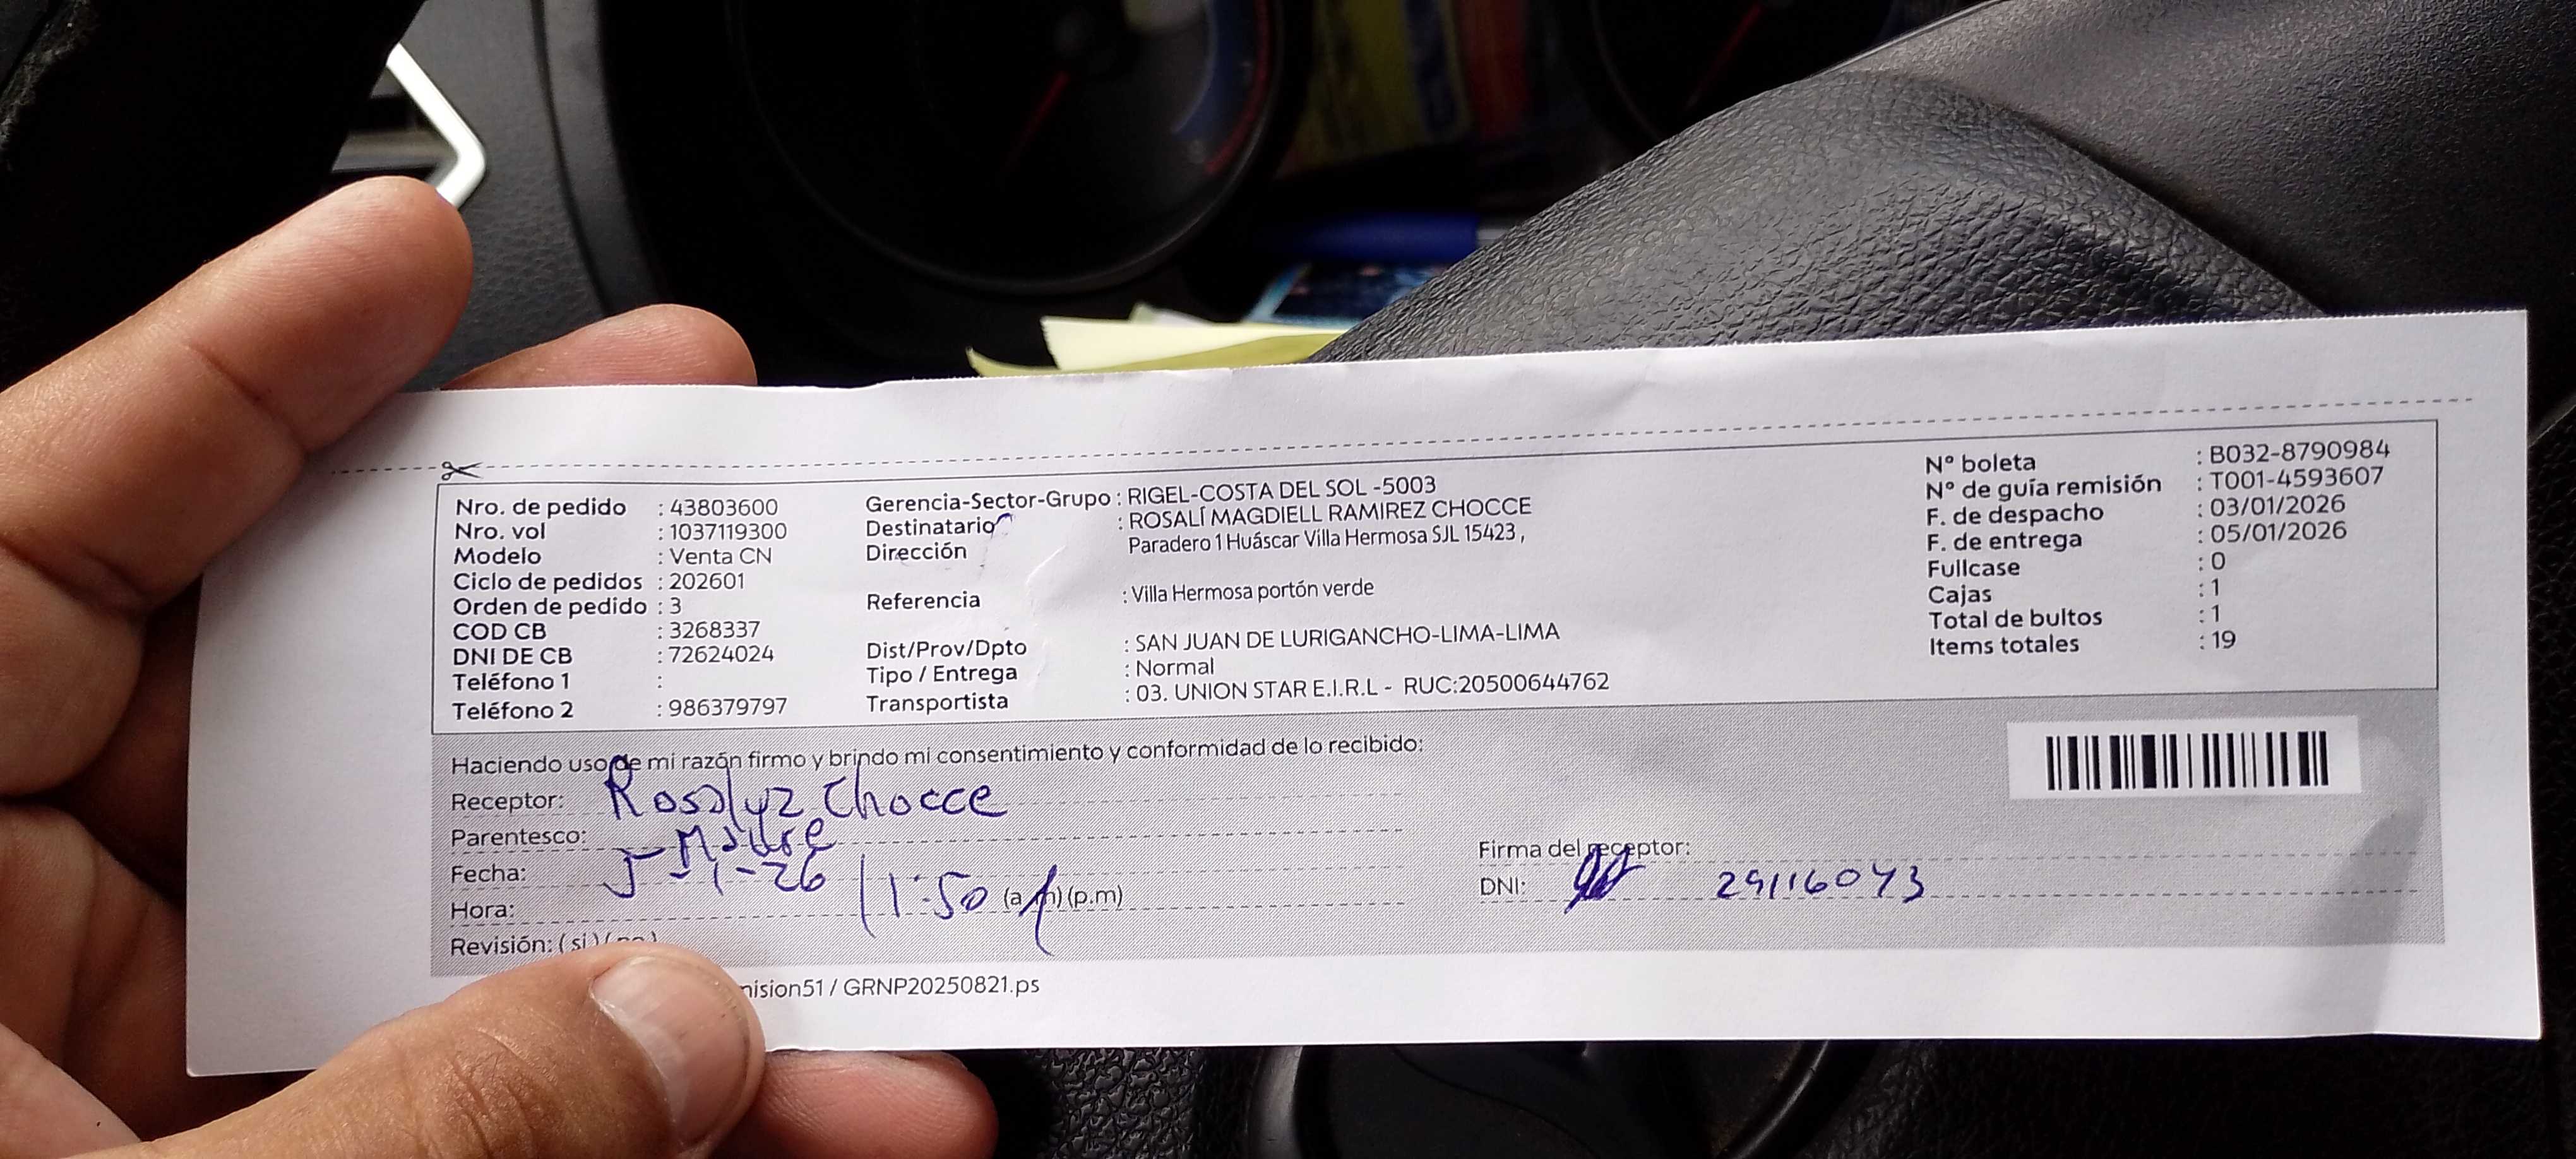 Nro. de pedido : 43803600
Nro. vol : 1037119300
Modelo : Venta CN
Ciclo de pedidos : 202601
Orden de pedido : 3
COD CB : 3268337
DNI DE CB : 72624024
Teléfono 1 :
Teléfono 2 : 986379797
Gerencia-Sector-Grupo : RIGEL-COSTA DEL SOL -5003
Destinatario : ROSALÍ MAGDIELL RAMIREZ CHOCCE
Dirección Paradero 1 Huáscar Villa Hermosa SJL 15423 ,
Referencia : Villa Hermosa portón verde
Dist/Prov/Dpto : SAN JUAN DE LURIGANCHO-LIMA-LIMA
Tipo / Entrega : Normal
Transportista : 03. UNION STAR E.I.R.L - RUC:20500644762
N° boleta : B032-8790984
N° de guía remisión : T001-4593607
F. de despacho : 03/01/2026
F. de entrega : 05/01/2026
Fullcase : 0
Cajas : 1
Total de bultos : 1
Items totales : 19
Haciendo uso de mi razón firmo y brindo mi consentimiento y conformidad de lo recibido:
Receptor: Chocce
Parentesco: Madre
Fecha: 5-1-26
Hora: 11:50 (a.m) (p.m)
Revisión: ( si ) ( no )
Firma del receptor:
DNI: 29116043
nision51 / GRNP20250821.ps